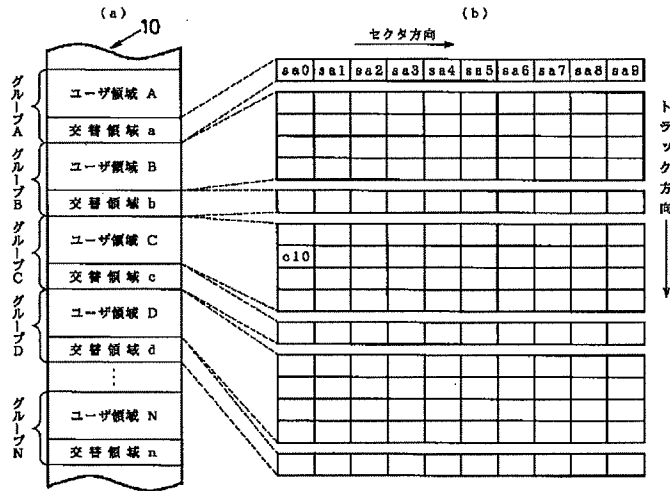 (a)
10
グループA
ユーザ領域 A
交替領域 a
グループB
ユーザ領域 B
交替領域 b
グループC
ユーザ領域 C
交替領域 c
グループD
ユーザ領域 D
交替領域 d
グループN
ユーザ領域 N
交替領域 n
(b)
セクタ方向
sa0 sa1 sa2 sa3 sa4 sa5 sa6 sa7 sa8 sa9
c10
トラック方向